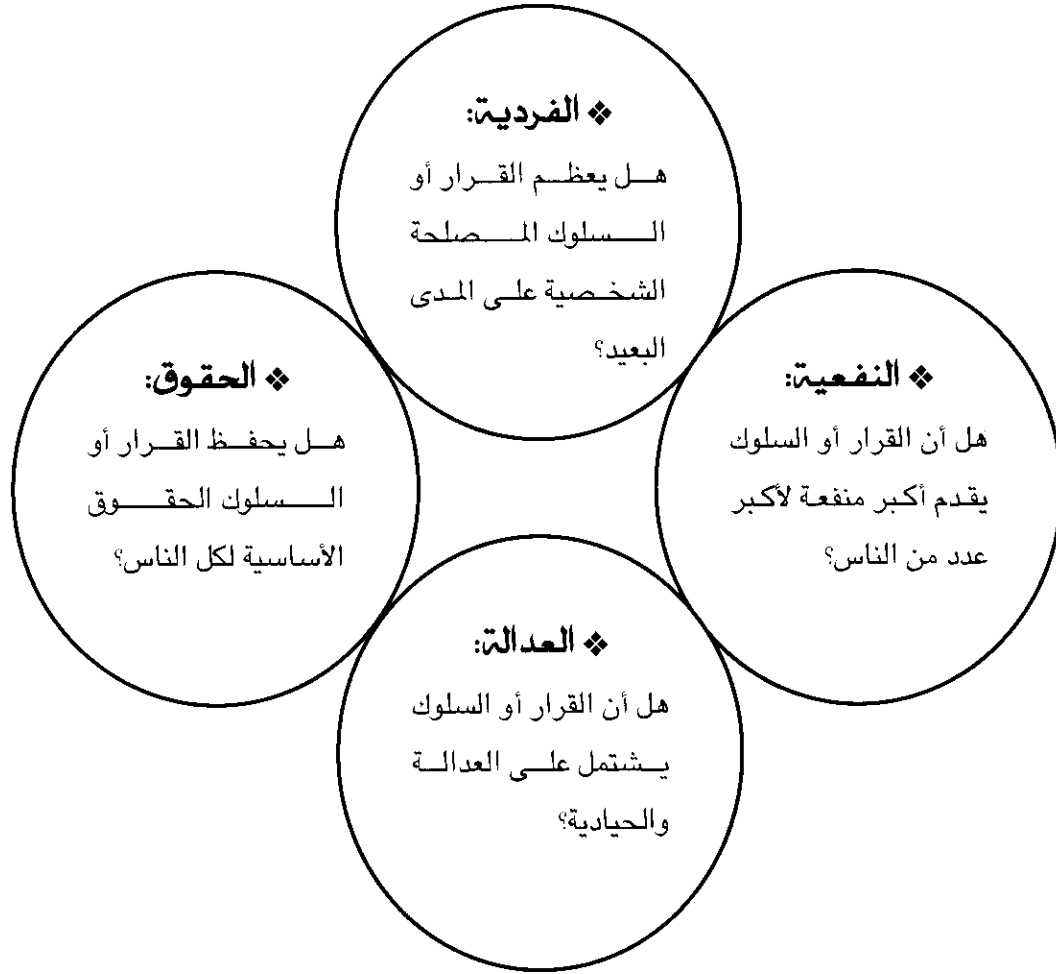 ❖ الفردية:
هل يعظم القرار أو
السلوك المصلحة
الشخصية على المدى
البعيد؟
❖ النفعية:
هل أن القرار أو السلوك
يقدم أكبر منفعة لأكبر
عدد من الناس؟
❖ الحقوق:
هل يحفظ القرار أو
السلوك الحقوق
الأساسية لكل الناس؟
❖ العدالة:
هل أن القرار أو السلوك
يشتمل على العدالة
والحيادية؟